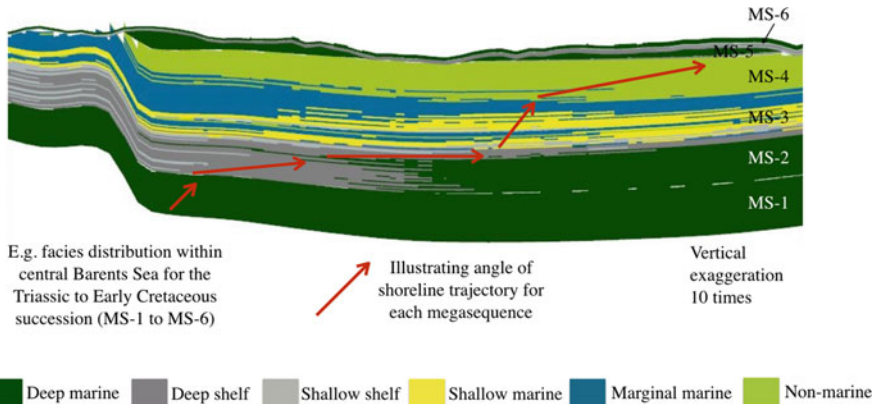 MS-6
MS-5
MS-4
MS-3
MS-2
MS-1
E.g. facies distribution within
central Barents Sea for the
Triassic to Early Cretaceous
succession (MS-1 to MS-6)
Illustrating angle of
shoreline trajectory for
each megasequence
Vertical
exaggeration
10 times
Deep marine Deep shelf Shallow shelf Shallow marine Marginal marine Non-marine